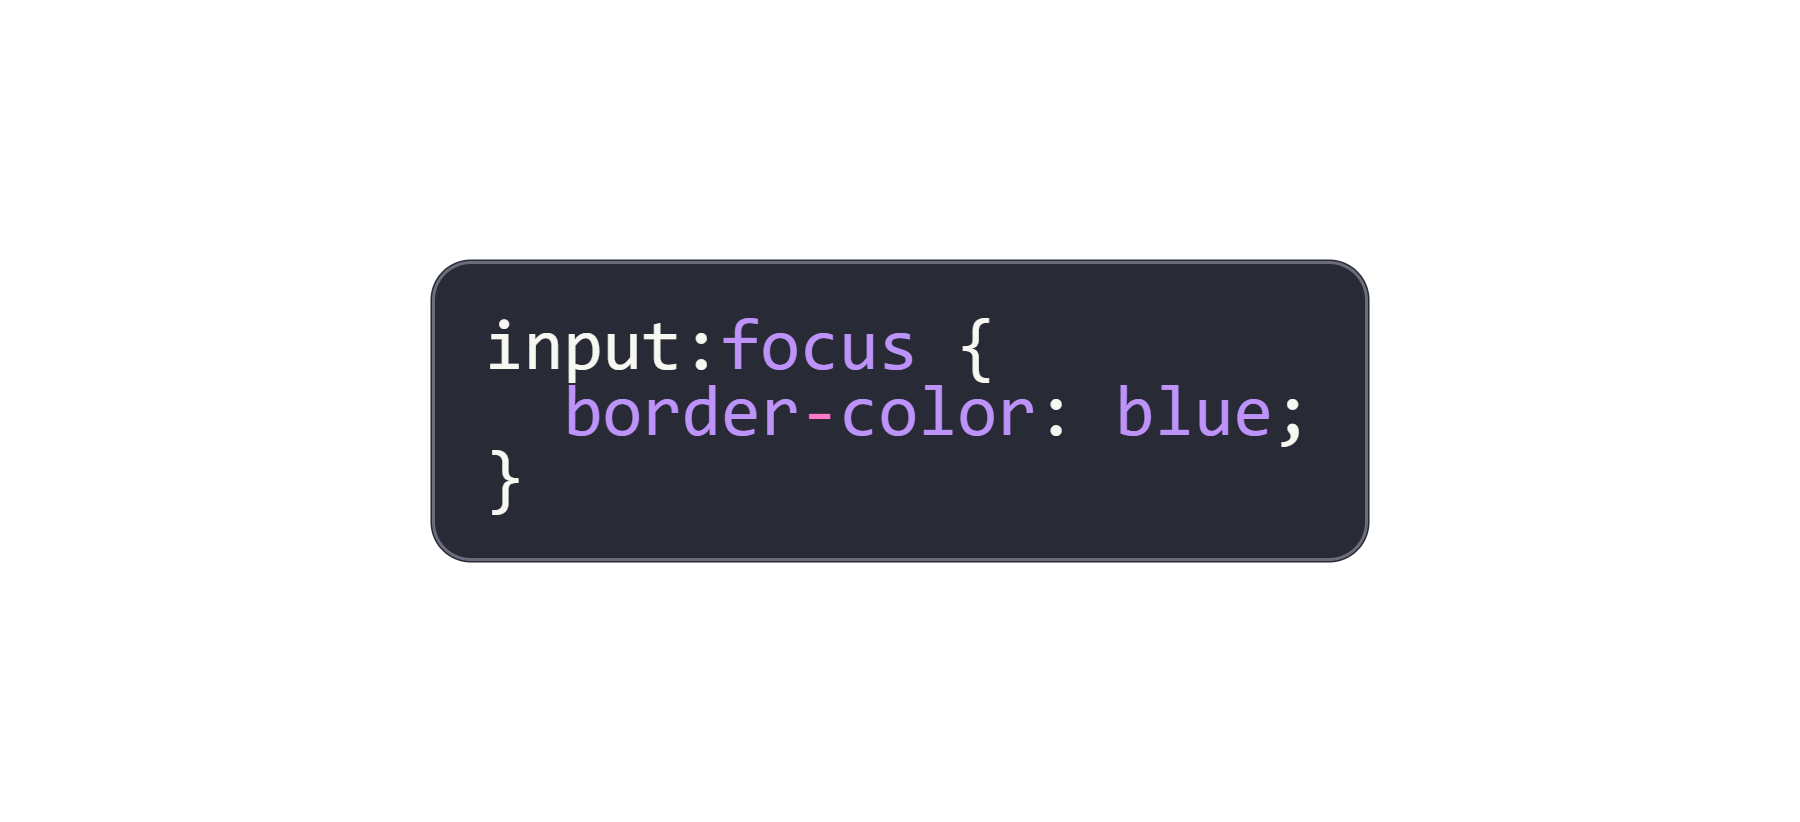 input:focus {
  border-color: blue;
}